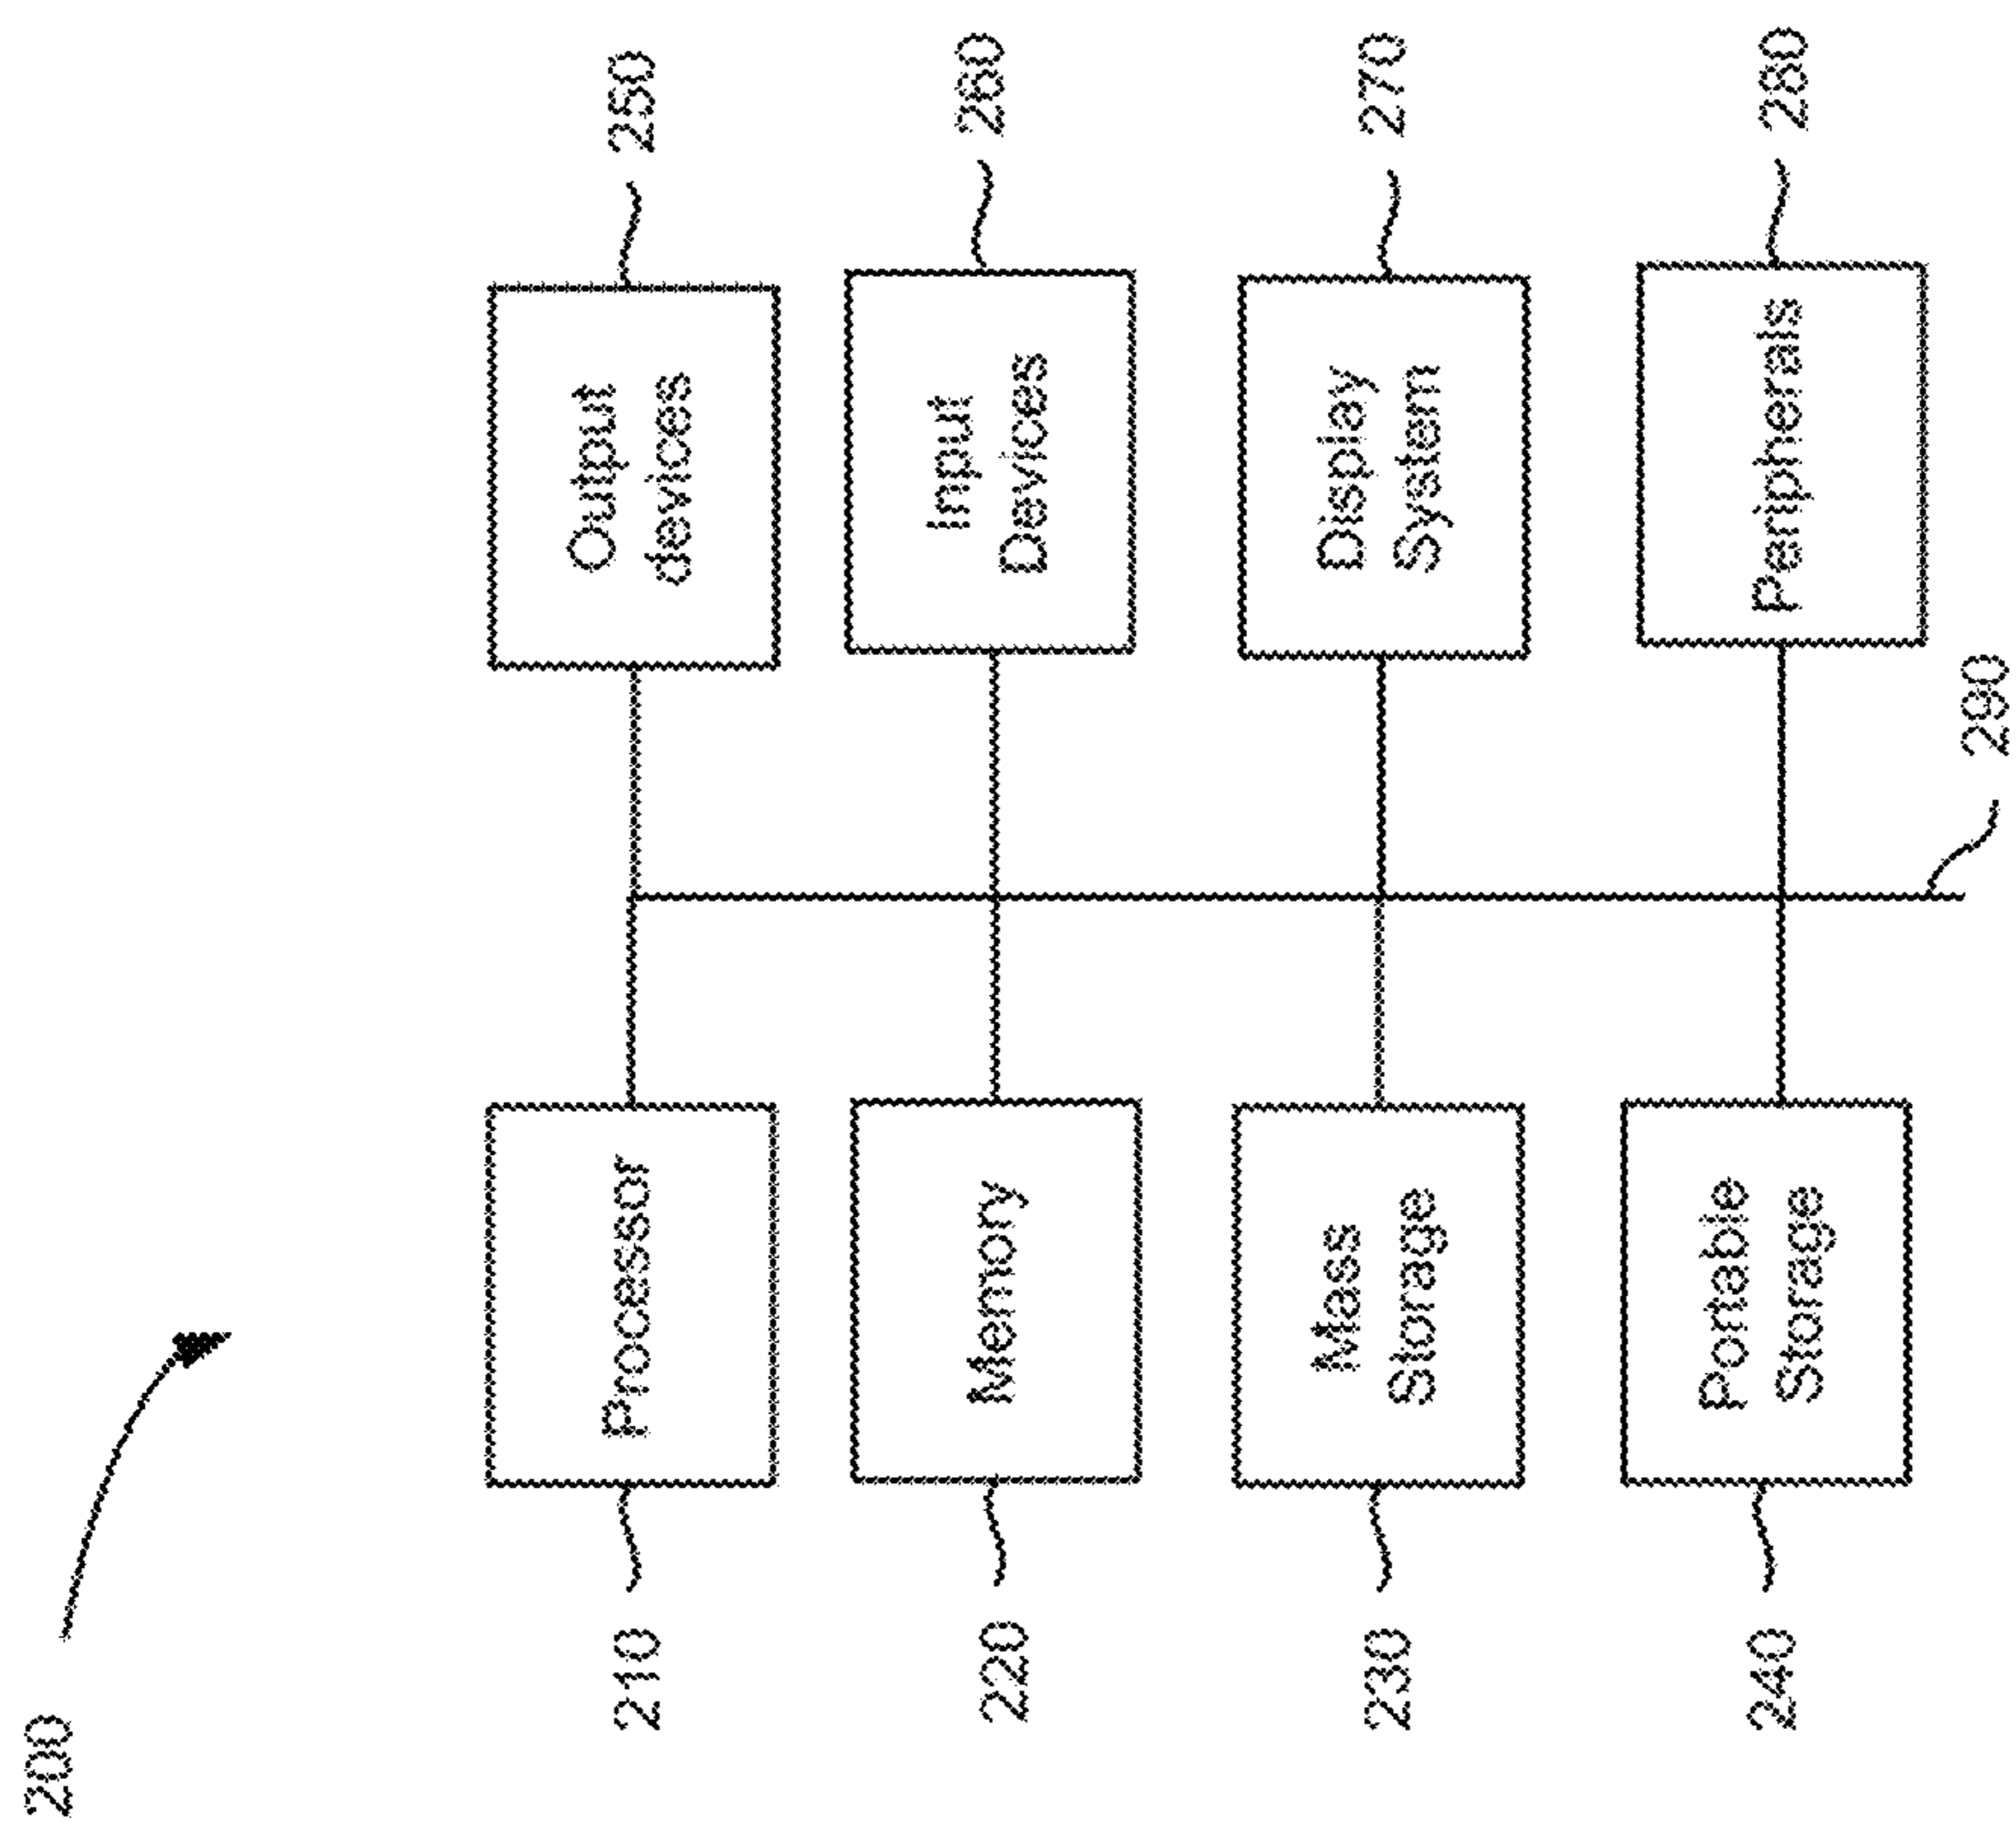 200
210
Processor
Output
devices
250
220
Memory
Input
Devices
260
230
Mass
Storage
Display
System
270
240
Portable
Storage
Peripherals
280
290